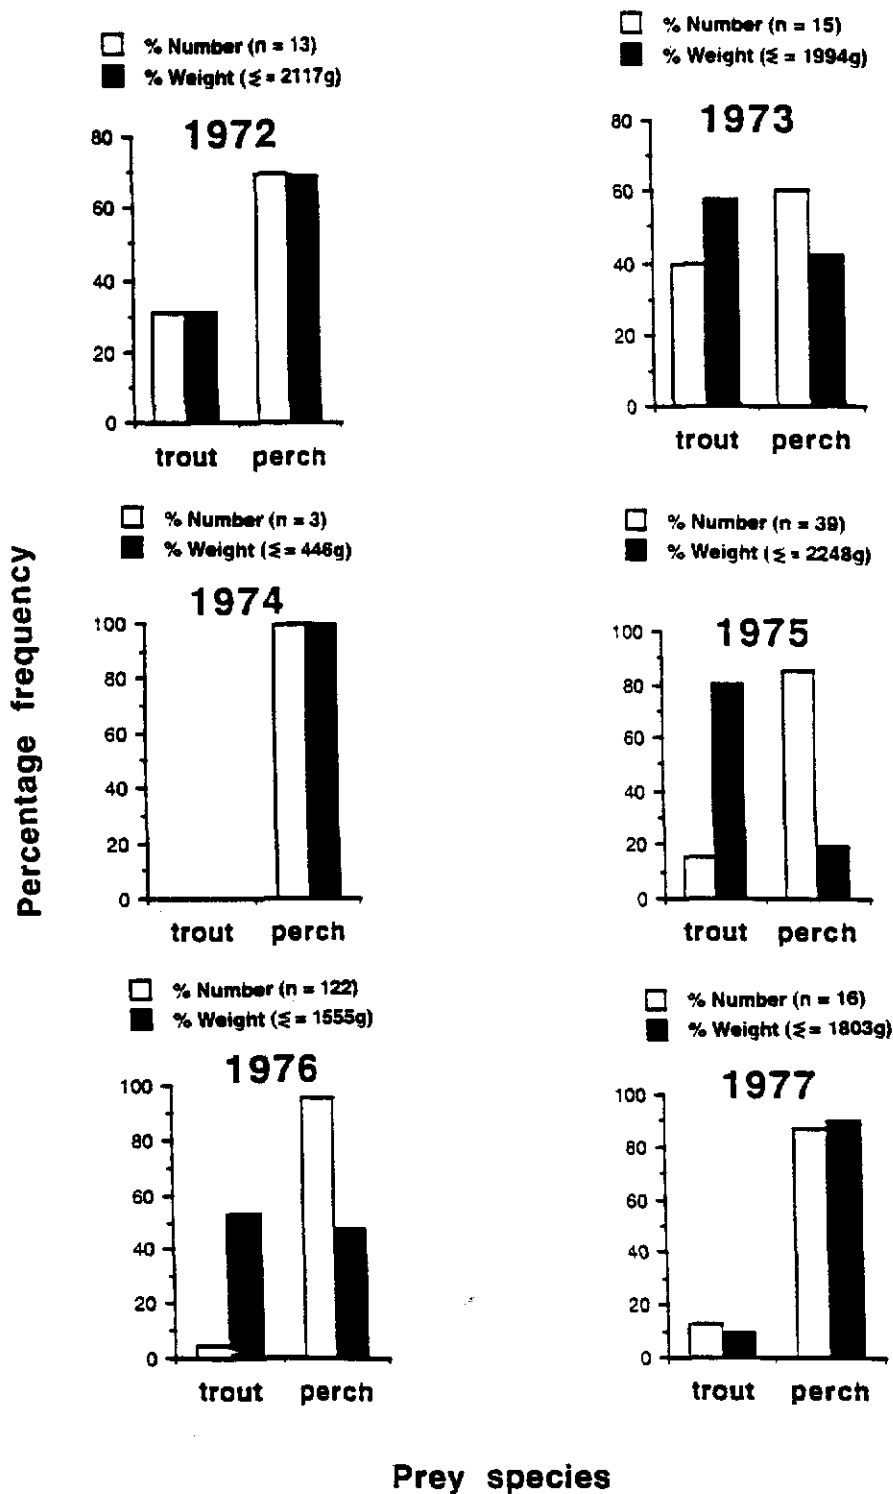 % Number (n = 13)
% Weight (≤ = 2117g)
1972
80
60
40
20
0
trout perch
% Number (n = 15)
% Weight (≤ = 1994g)
1973
80
60
40
20
0
trout perch
Percentage frequency
% Number (n = 3)
% Weight (≤ = 446g)
1974
100
80
60
40
20
0
trout perch
% Number (n = 39)
% Weight (≤ = 2248g)
1975
100
80
60
40
20
0
trout perch
% Number (n = 122)
% Weight (≤ = 1555g)
1976
100
80
60
40
20
0
trout perch
% Number (n = 16)
% Weight (≤ = 1803g)
1977
100
80
60
40
20
0
trout perch
Prey species